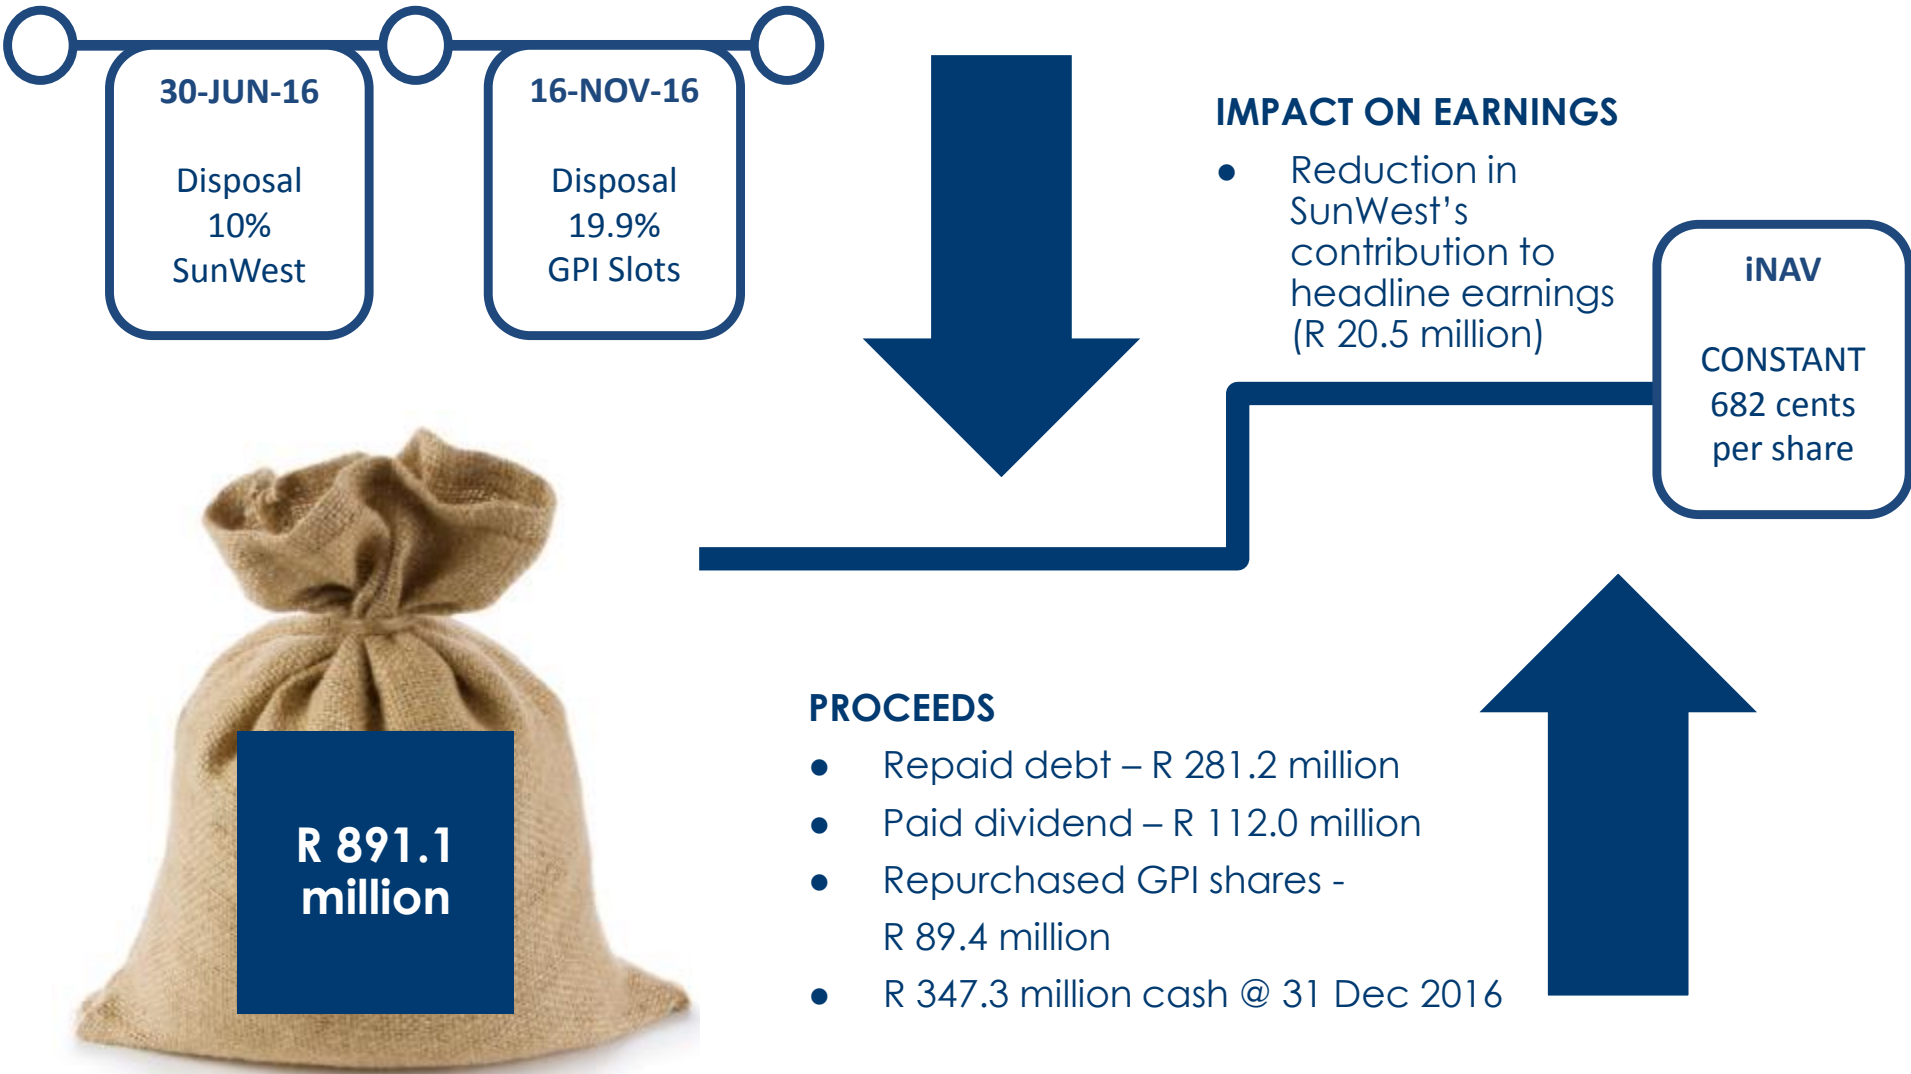 30-JUN-16
Disposal
10%
SunWest
16-NOV-16
Disposal
19.9%
GPI Slots
IMPACT ON EARNINGS
● Reduction in
SunWest’s
contribution to
headline earnings
(R 20.5 million)
iNAV
CONSTANT
682 cents
per share
R 891.1
million
PROCEEDS
● Repaid debt – R 281.2 million
● Paid dividend – R 112.0 million
● Repurchased GPI shares -
R 89.4 million
● R 347.3 million cash @ 31 Dec 2016